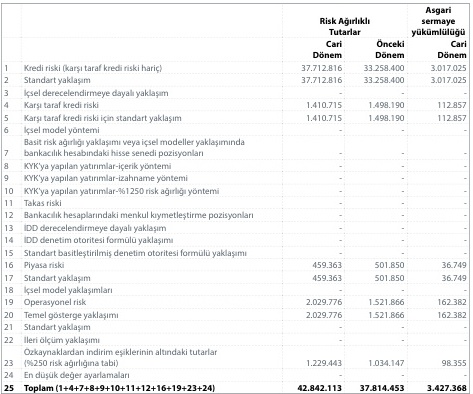 Risk Ağırlıklı Tutarlar Asgari sermaye yükümlülüğü
Cari Dönem Önceki Dönem Cari Dönem
1 Kredi riski (karşı taraf kredi riski hariç) 37.712.816 33.258.400 3.017.025
2 Standart yaklaşım 37.712.816 33.258.400 3.017.025
3 İçsel derecelendirmeye dayalı yaklaşım - - -
4 Karşı taraf kredi riski 1.410.715 1.498.190 112.857
5 Karşı taraf kredi riski için standart yaklaşım 1.410.715 1.498.190 112.857
6 İçsel model yöntemi - - -
Basit risk ağırlığı yaklaşımı veya içsel modeller yaklaşımında
7 bankacılık hesabındaki hisse senedi pozisyonları - - -
8 KYK'ya yapılan yatırımlar-içerik yöntemi - - -
9 KYK'ya yapılan yatırımlar-izahname yöntemi - - -
10 KYK'ya yapılan yatırımlar-%1250 risk ağırlığı yöntemi - - -
11 Takas riski - - -
12 Bankacılık hesaplarındaki menkul kıymetleştirme pozisyonları - - -
13 İDD derecelendirmeye dayalı yaklaşım - - -
14 İDD denetim otoritesi formülü yaklaşımı - - -
15 Standart basitleştirilmiş denetim otoritesi formülü yaklaşımı - - -
16 Piyasa riski 459.363 501.850 36.749
17 Standart yaklaşım 459.363 501.850 36.749
18 İçsel model yaklaşımları - - -
19 Operasyonel risk 2.029.776 1.521.866 162.382
20 Temel gösterge yaklaşımı 2.029.776 1.521.866 162.382
21 Standart yaklaşım - - -
22 İleri ölçüm yaklaşımı - - -
Özkaynaklardan indirim eşiklerinin altındaki tutarlar
23 (%250 risk ağırlığına tabi) 1.229.443 1.034.147 98.355
24 En düşük değer ayarlamaları - - -
25 Toplam (1+4+7+8+9+10+11+12+16+19+23+24) 42.842.113 37.814.453 3.427.368